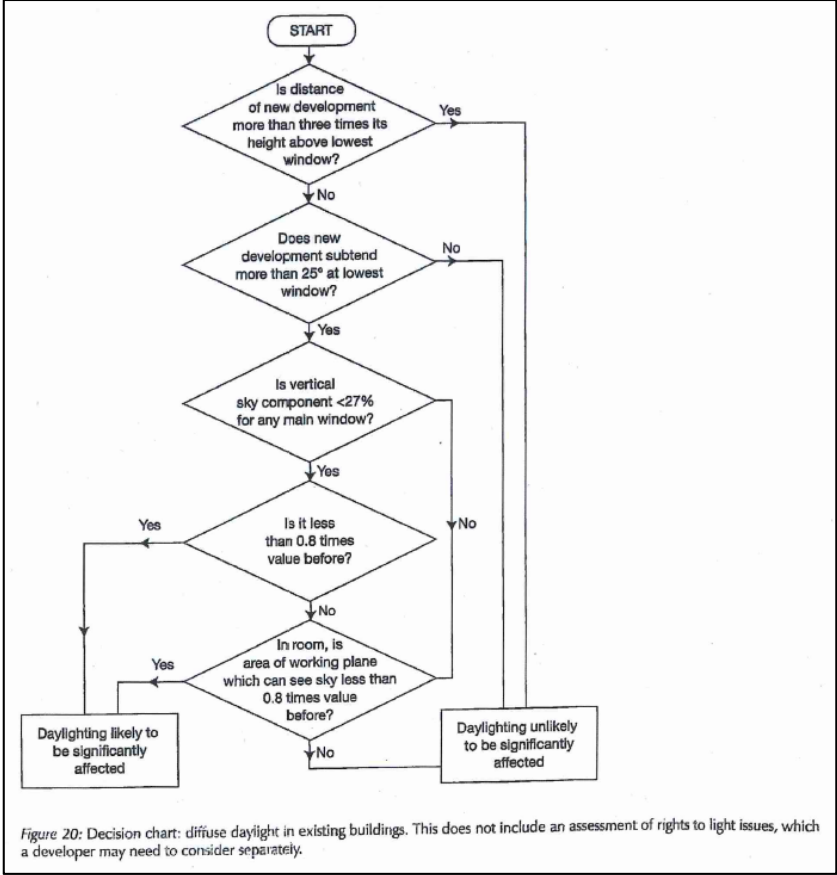 START
Is distance
of new development
more than three times its
height above lowest
window?
Yes
No
Does new
development subtend
more than 25° at lowest
window?
No
Yes
Is vertical
sky component <27%
for any main window?
Yes
No
Is it less
than 0.8 times
value before?
Yes
No
In room, is
area of working plane
which can see sky less than
0.8 times value
before?
Yes
No
Daylighting likely to
be significantly
affected
Daylighting unlikely
to be significantly
affected
Figure 20: Decision chart: diffuse daylight in existing buildings. This does not include an assessment of rights to light issues, which
a developer may need to consider separately.